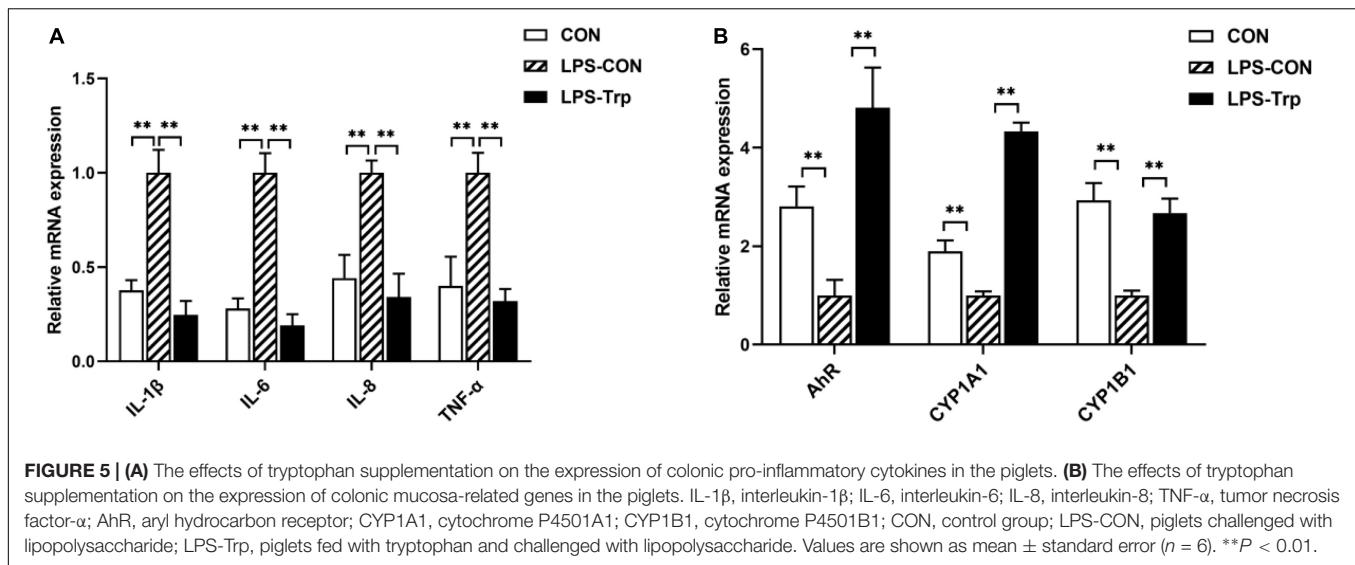 A
CON
LPS-CON
LPS-Trp
Relative mRNA expression
1.5
1.0
0.5
0.0
** ** ** ** ** ** ** **
IL-1β IL-6 IL-8 TNF-α
B
CON
LPS-CON
LPS-Trp
Relative mRNA expression
6
4
2
0
** ** ** ** ** **
AhR CYP1A1 CYP1B1
FIGURE 5 | (A) The effects of tryptophan supplementation on the expression of colonic pro-inflammatory cytokines in the piglets. (B) The effects of tryptophan
supplementation on the expression of colonic mucosa-related genes in the piglets. IL-1β, interleukin-1β; IL-6, interleukin-6; IL-8, interleukin-8; TNF-α, tumor necrosis
factor-α; AhR, aryl hydrocarbon receptor; CYP1A1, cytochrome P4501A1; CYP1B1, cytochrome P4501B1; CON, control group; LPS-CON, piglets challenged with
lipopolysaccharide; LPS-Trp, piglets fed with tryptophan and challenged with lipopolysaccharide. Values are shown as mean ± standard error (n = 6). **P < 0.01.